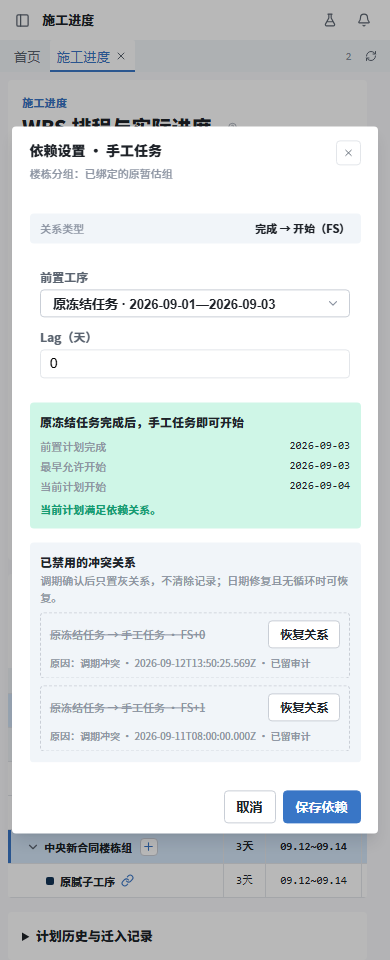 施工进度
首页
施工进度
2
施工进度
WBS 排程与实际进度
依赖设置 · 手工任务
楼栋分组：已绑定的原暂估组
关系类型
完成 → 开始（FS）
前置工序
原冻结任务 · 2026-09-01—2026-09-03
Lag（天）
0
原冻结任务完成后，手工任务即可开始
前置计划完成
2026-09-03
最早允许开始
2026-09-03
当前计划开始
2026-09-04
当前计划满足依赖关系。
已禁用的冲突关系
调期确认后只置灰关系，不清除记录；日期修复且无循环时可恢
复。
原冻结任务 → 手工任务 · FS+0
恢复关系
原因：调期冲突 · 2026-09-12T13:50:25.569Z · 已留审计
原冻结任务 → 手工任务 · FS+1
恢复关系
原因：调期冲突 · 2026-09-11T08:00:00.000Z · 已留审计
取消
保存依赖
中央新合同楼栋组
3天
09.12~09.14
原腻子工序
3天
09.12~09.14
计划历史与迁入记录